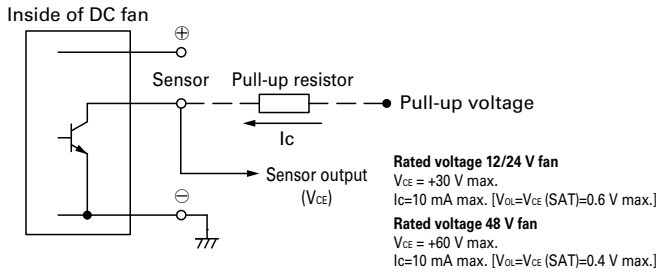 Inside of DC fan
⊕
Sensor
Pull-up resistor
Pull-up voltage
Ic
Sensor output
(VCE)
⊖
Rated voltage 12/24 V fan
VCE = +30 V max.
Ic=10 mA max. [VOL=VCE (SAT)=0.6 V max.]
Rated voltage 48 V fan
VCE = +60 V max.
Ic=10 mA max. [VOL=VCE (SAT)=0.4 V max.]